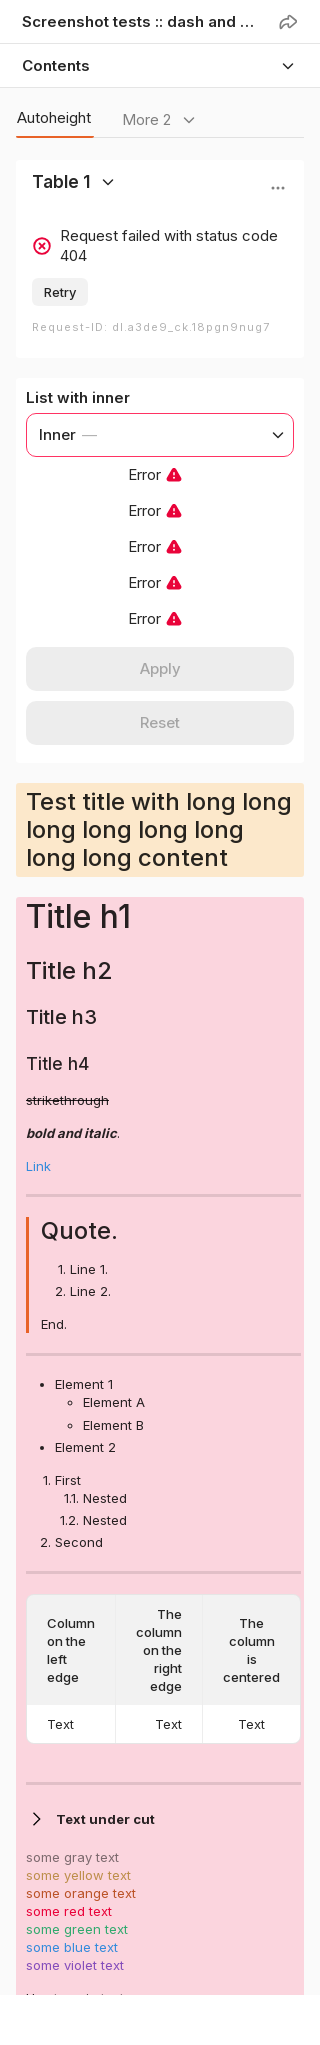 Screenshot tests :: dash and ...
Contents
Autoheight
More 2
Table 1
Request failed with status code
404
Retry
Request-ID: dl.a3de9_ck.18pgn9nug7
List with inner
Inner —
Error
Error
Error
Error
Error
Apply
Reset
Test title with long long
long long long long
long long content
Title h1
Title h2
Title h3
Title h4
strikethrough
bold and italic.
Link
Quote.
1. Line 1.
2. Line 2.
End.
• Element 1
◦ Element A
◦ Element B
• Element 2
1. First
1.1. Nested
1.2. Nested
2. Second
Column on the left edge
The column on the right edge
The column is centered
Text
Text
Text
Text under cut
some gray text
some yellow text
some orange text
some red text
some green text
some blue text
some violet text